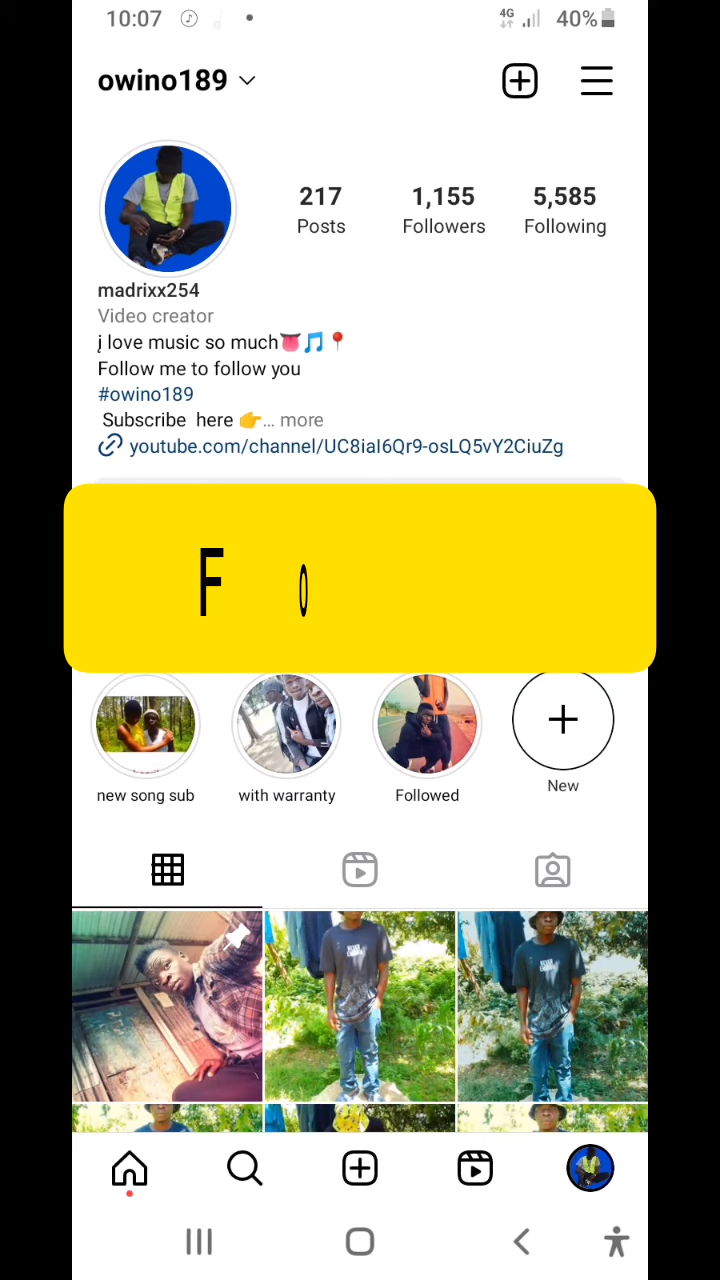 10:07
4G
40%
owino189
217
1,155
5,585
Posts
Followers
Following
madrixx254
Video creator
į love music so much👅🎵📍
Follow me to follow you
#owino189
Subscribe here 👉... more
youtube.com/channel/UC8iaI6Qr9-osLQ5vY2CiuZg
F o
new song sub
with warranty
Followed
New